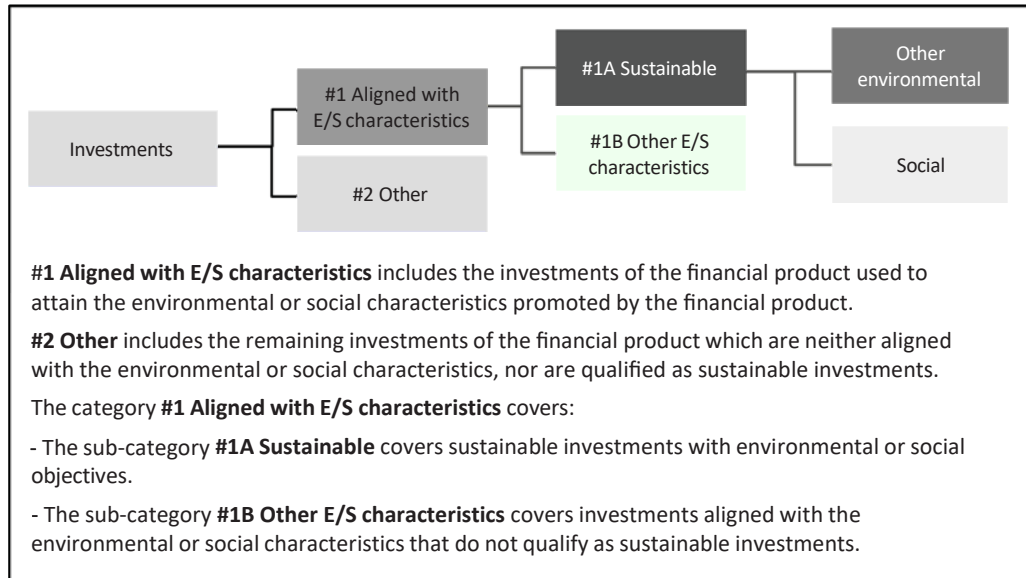 Investments
#1 Aligned with
E/S characteristics
#2 Other
#1A Sustainable
#1B Other E/S
characteristics
Other
environmental
Social
#1 Aligned with E/S characteristics includes the investments of the financial product used to
attain the environmental or social characteristics promoted by the financial product.
#2 Other includes the remaining investments of the financial product which are neither aligned
with the environmental or social characteristics, nor are qualified as sustainable investments.
The category #1 Aligned with E/S characteristics covers:
- The sub-category #1A Sustainable covers sustainable investments with environmental or social
objectives.
- The sub-category #1B Other E/S characteristics covers investments aligned with the
environmental or social characteristics that do not qualify as sustainable investments.